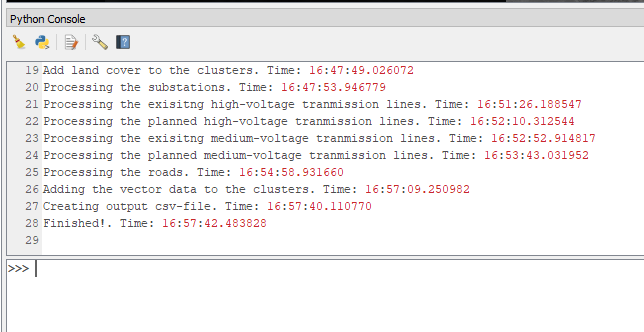 Python Console
19 Add land cover to the clusters. Time: 16:47:49.026072
20 Processing the substations. Time: 16:47:53.946779
21 Processing the exisitng high-voltage tranmission lines. Time: 16:51:26.188547
22 Processing the planned high-voltage tranmission lines. Time: 16:52:10.312544
23 Processing the exisitng medium-voltage tranmission lines. Time: 16:52:52.914817
24 Processing the planned medium-voltage tranmission lines. Time: 16:53:43.031952
25 Processing the roads. Time: 16:54:58.931660
26 Adding the vector data to the clusters. Time: 16:57:09.250982
27 Creating output csv-file. Time: 16:57:40.110770
28 Finished!. Time: 16:57:42.483828
29
>>>